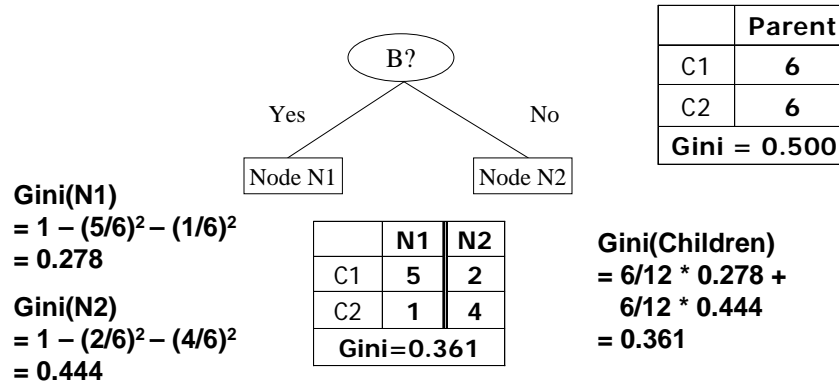 B?
Yes
No
Node N1
Node N2
Parent
C1 6
C2 6
Gini = 0.500
Gini(N1)
= 1 – (5/6)² – (1/6)²
= 0.278
Gini(N2)
= 1 – (2/6)² – (4/6)²
= 0.444
N1 N2
C1 5 2
C2 1 4
Gini=0.361
Gini(Children)
= 6/12 * 0.278 +
6/12 * 0.444
= 0.361